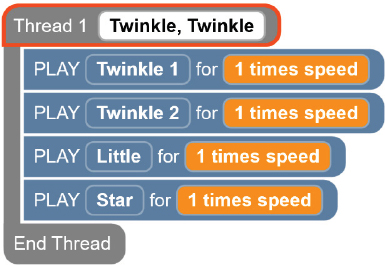 Thread 1 Twinkle, Twinkle
PLAY Twinkle 1 for 1 times speed
PLAY Twinkle 2 for 1 times speed
PLAY Little for 1 times speed
PLAY Star for 1 times speed
End Thread